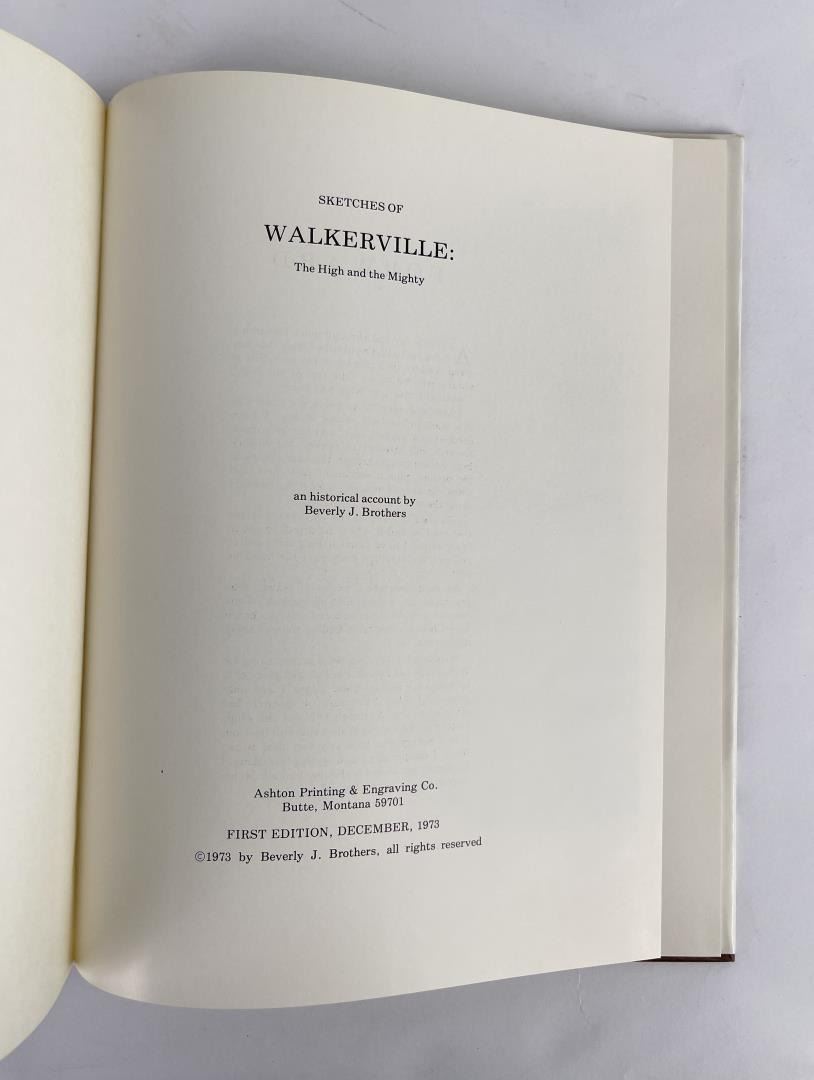 SKETCHES OF
WALKERVILLE:
The High and the Mighty
an historical account by
Beverly J. Brothers
Ashton Printing & Engraving Co.
Butte, Montana 59701
FIRST EDITION, DECEMBER, 1973
©1973 by Beverly J. Brothers, all rights reserved